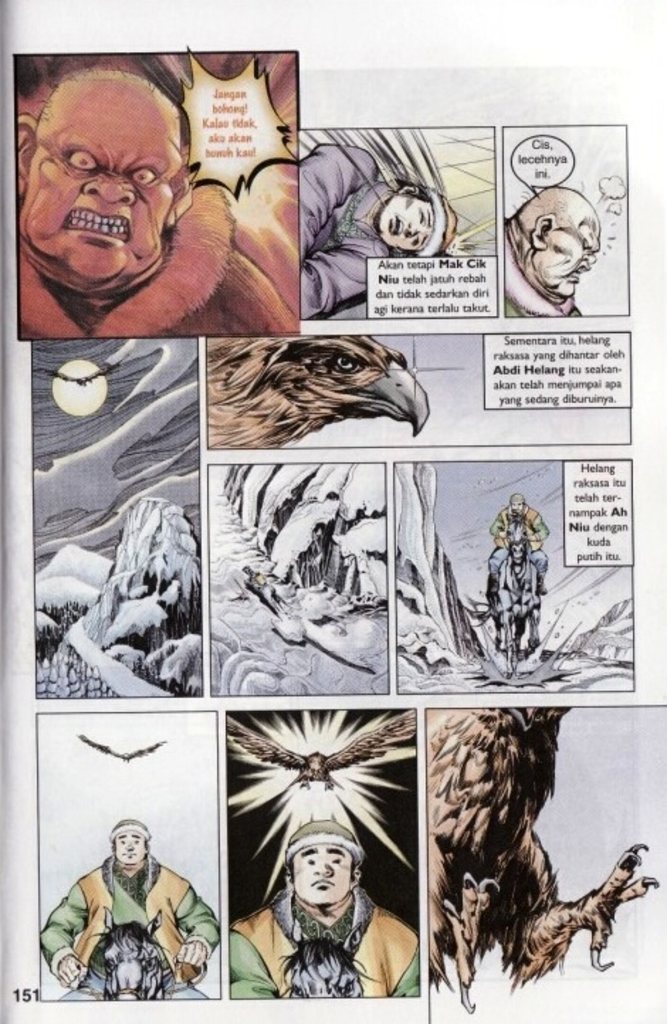 Jangan
bohong!
Kalau tidak,
aku akan
bunuh kau!
Akan tetapi Mak Cik
Niu telah jatuh rebah
dan tidak sedarkan diri
agi kerana terlalu takut.
Cis,
lecehnya
ini.
Sementara itu, helang
raksasa yang dihantar oleh
Abdi Helang itu seakan-
akan telah menjumpai apa
yang sedang diburuinya.
Helang
raksasa itu
telah ter-
nampak Ah
Niu dengan
kuda
putih itu.
151